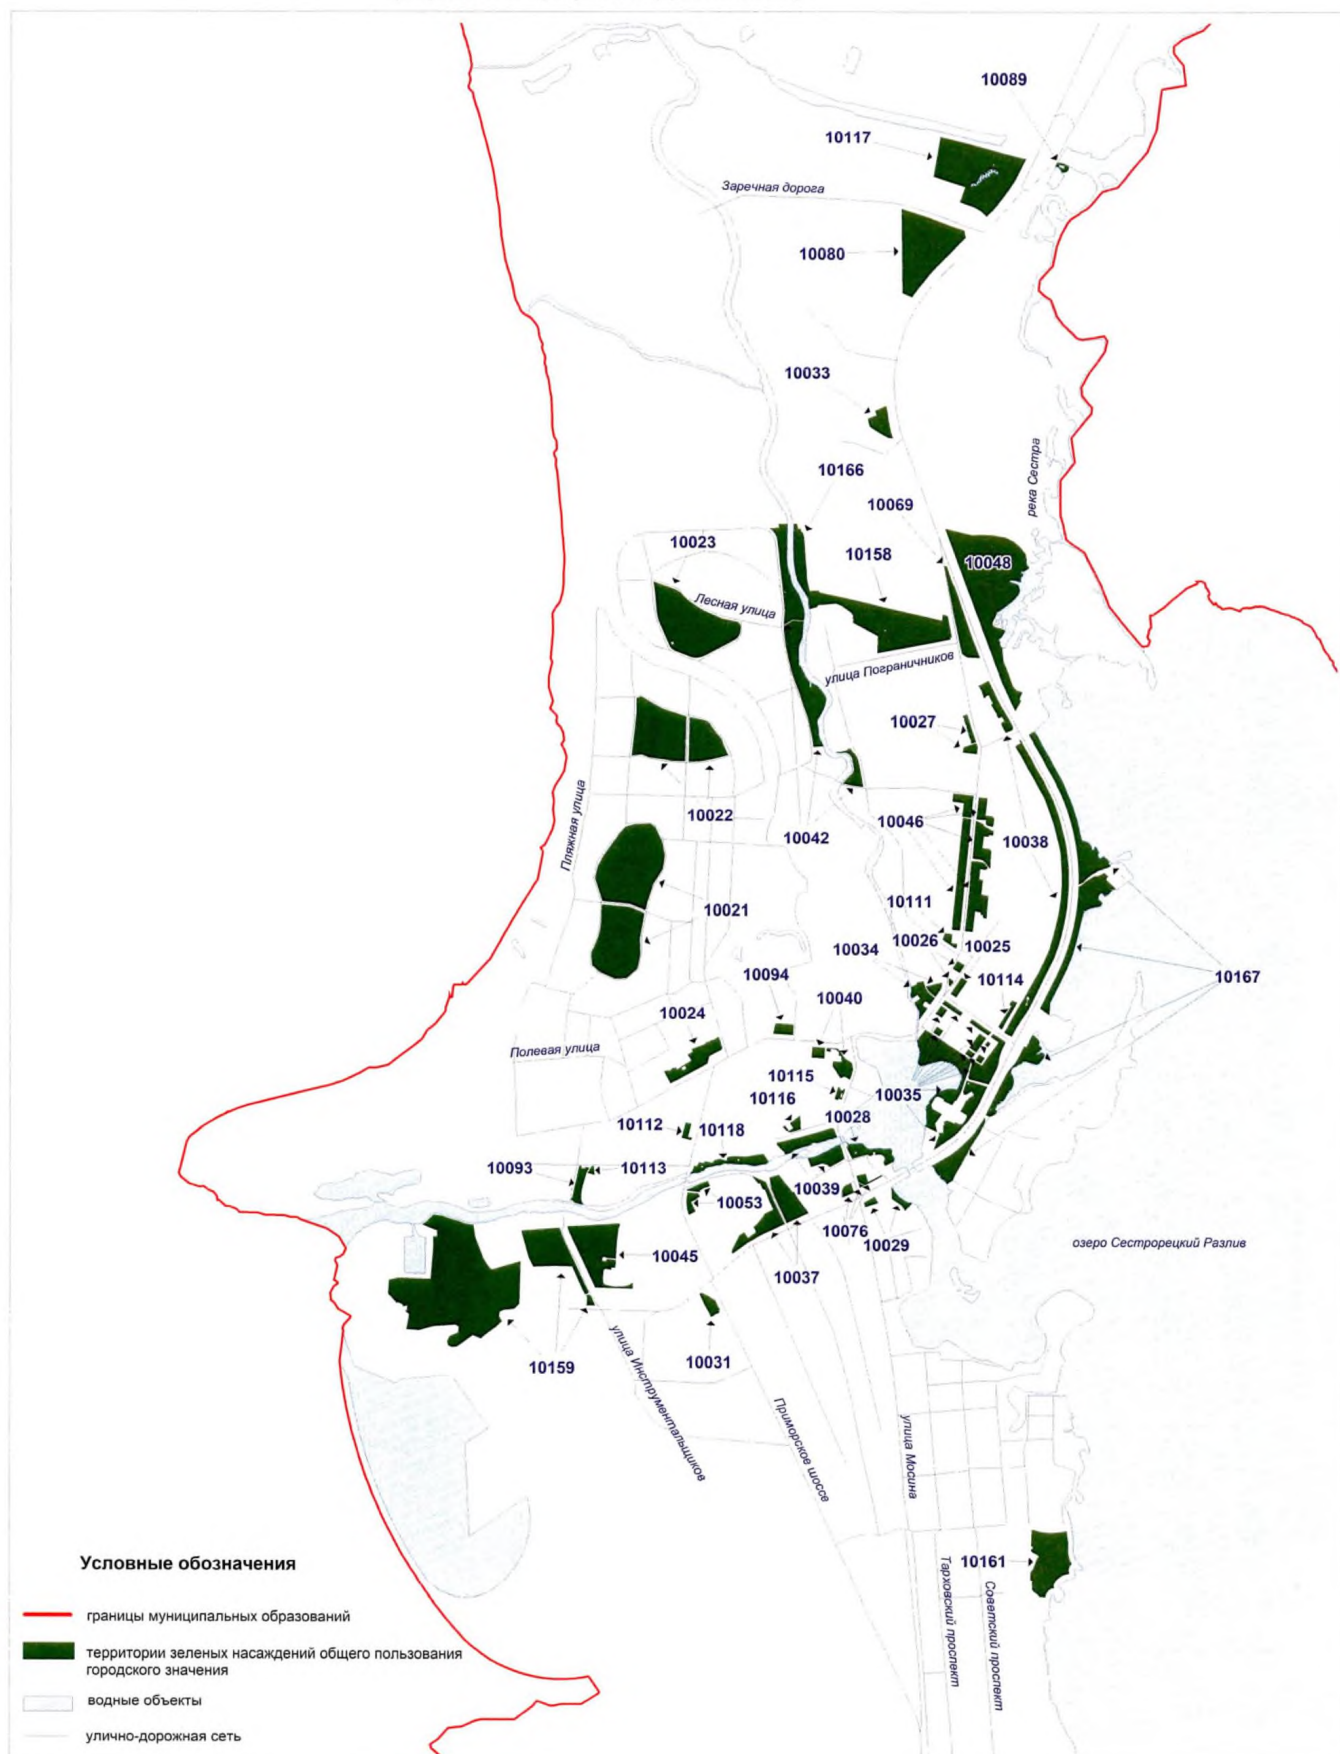 10089
10117
Заречная дорога
10080
10033
река Сестра
10166
10069
10023
10158
10048
Лесная улица
улица Пограничников
10027
Пляжная улица
10022
10046
10042
10038
10021
10111
10026
10025
10034
10094
10114
10167
10040
10024
Полевая улица
10115
10035
10116
10028
10112
10118
10093
10113
10039
10053
10076
10029
10045
озеро Сестрорецкий Разлив
10037
10159
10031
улица Инструментальщиков
Приморское шоссе
улица Мосина
10161
Тарховский проспект
Советский проспект
Условные обозначения
границы муниципальных образований
территории зеленых насаждений общего пользования
городского значения
водные объекты
улично-дорожная сеть